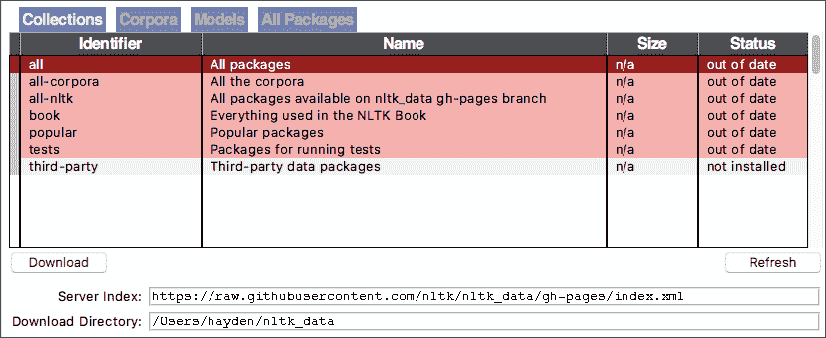 Collections Corpora Models All Packages
Identifier Name Size Status
all All packages n/a out of date
all-corpora All the corpora n/a out of date
all-nltk All packages available on nltk_data gh-pages branch n/a out of date
book Everything used in the NLTK Book n/a out of date
popular Popular packages n/a out of date
tests Packages for running tests n/a out of date
third-party Third-party data packages n/a not installed
Download Refresh
Server Index: https://raw.githubusercontent.com/nltk/nltk_data/gh-pages/index.xml
Download Directory: /Users/hayden/nltk_data